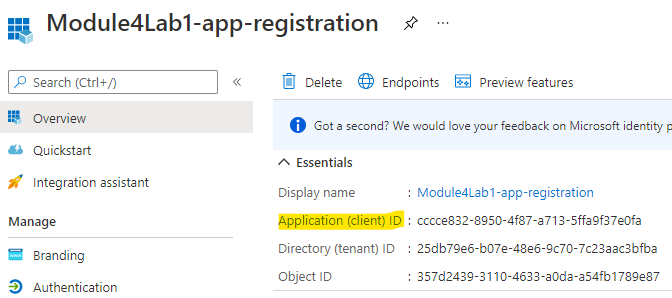 Module4Lab1-app-registration
Search (Ctrl+/)
Overview
Quickstart
Integration assistant
Manage
Branding
Authentication
Delete
Endpoints
Preview features
Got a second? We would love your feedback on Microsoft identity p
Essentials
Display name : Module4Lab1-app-registration
Application (client) ID : cccce832-8950-4f87-a713-5ffa9f37e0fa
Directory (tenant) ID : 25db79e6-b07e-48e6-9c70-7c23aac3bfba
Object ID : 357d2439-3110-4633-a0da-a54fb1789e87